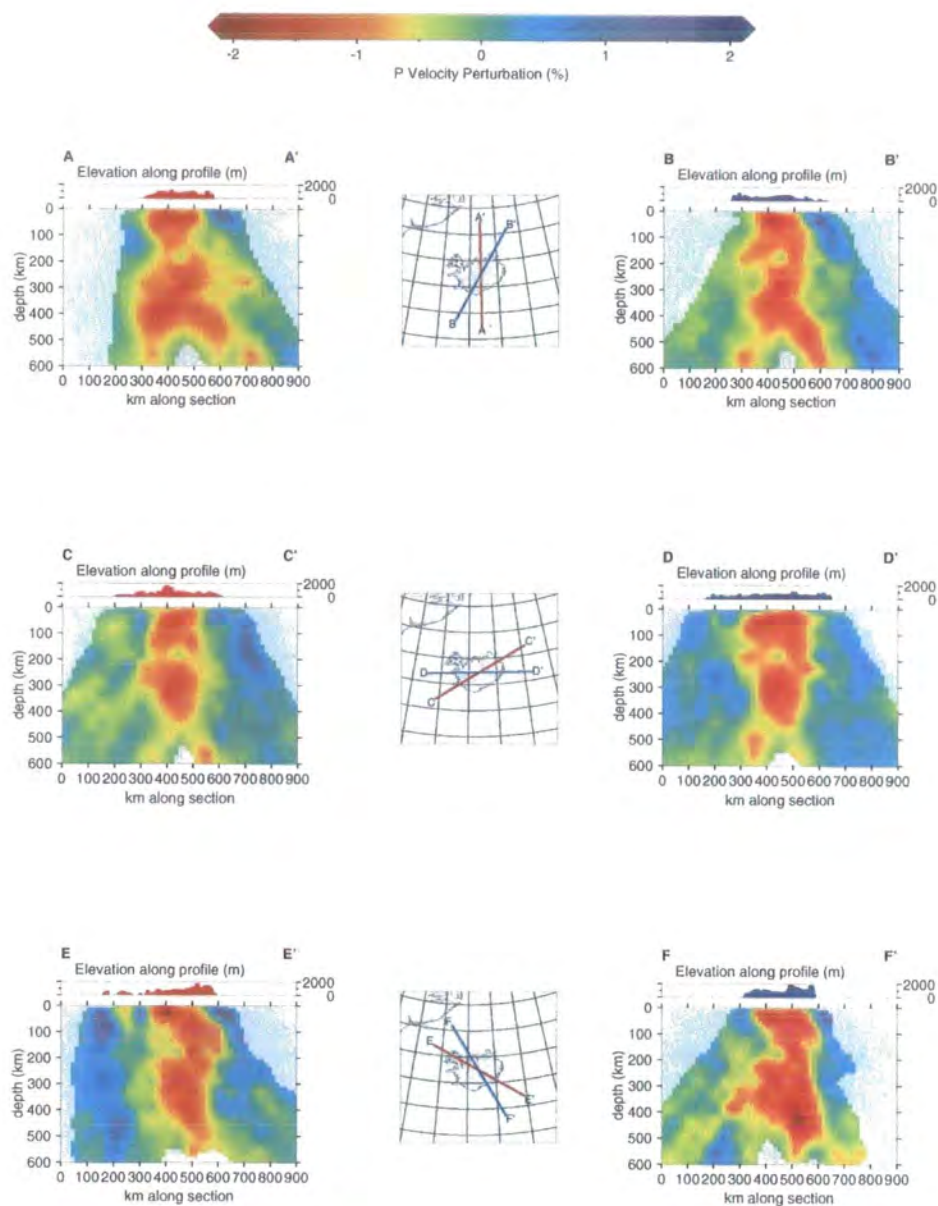 -2 -1 0 1 2
P Velocity Perturbation (%)
A A'
Elevation along profile (m)
2000
0
0
100
200
300
400
500
600
depth (km)
0 100 200 300 400 500 600 700 800 900
km along section
A'
B'
B
A
B B'
Elevation along profile (m)
2000
0
0
100
200
300
400
500
600
depth (km)
0 100 200 300 400 500 600 700 800 900
km along section
C C'
Elevation along profile (m)
2000
0
0
100
200
300
400
500
600
depth (km)
0 100 200 300 400 500 600 700 800 900
km along section
C'
D D'
C
D D'
Elevation along profile (m)
2000
0
0
100
200
300
400
500
600
depth (km)
0 100 200 300 400 500 600 700 800 900
km along section
E E'
Elevation along profile (m)
2000
0
0
100
200
300
400
500
600
depth (km)
0 100 200 300 400 500 600 700 800 900
km along section
F
E
E'
F'
F F'
Elevation along profile (m)
2000
0
0
100
200
300
400
500
600
depth (km)
0 100 200 300 400 500 600 700 800 900
km along section